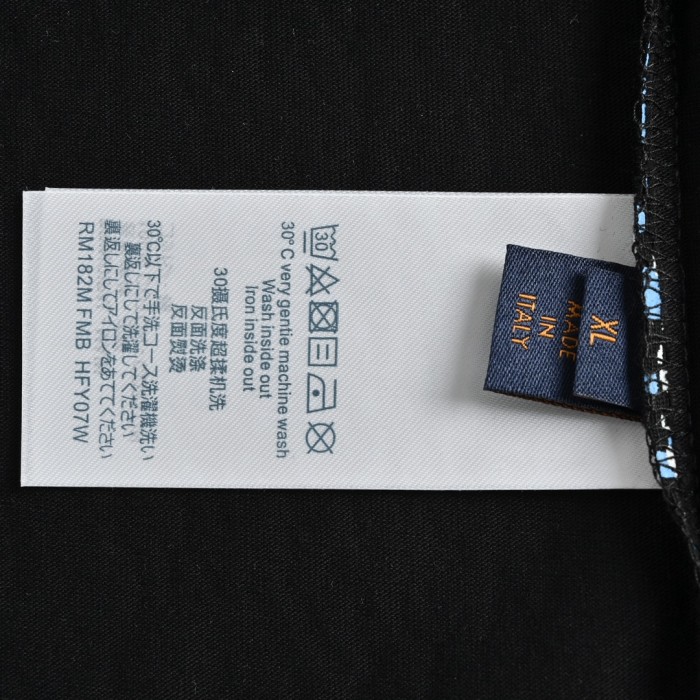 30
30°C very gentle machine wash
Wash inside out
Iron inside out
30摄氏度超揉机洗
反面洗涤
反面熨烫
30℃以下で手洗コース洗濯機洗い
裏返しにして洗濯してください
裏返しにしてアイロンをあててください
RM182M FMB HFY07W
XL
MADE
IN
ITALY